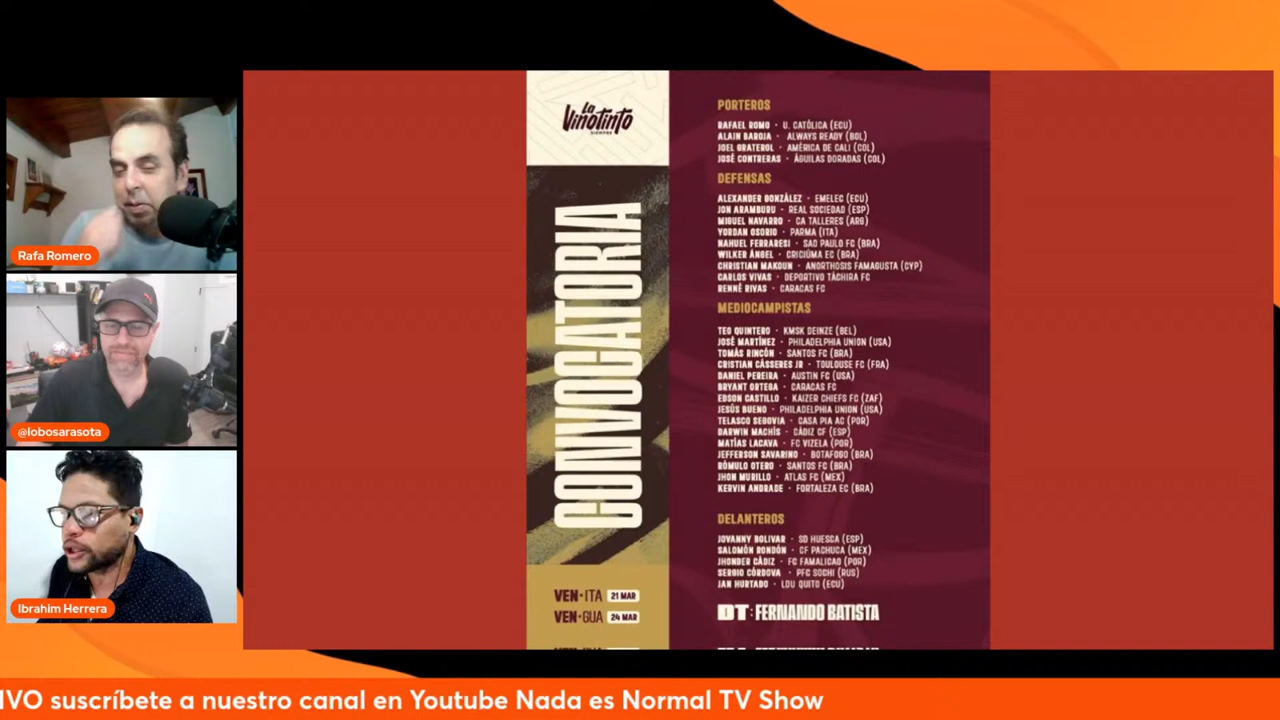 Rafa Romero
@lobosarasota
Ibrahim Herrera
La
Vinotinto
SIEMPRE
CONVOCATORIA
VEN·ITA 21 MAR
VEN·GUA 24 MAR
PORTEROS
RAFAEL ROMO · U. CATÓLICA (ECU)
ALAIN BAROJA · ALWAYS READY (BOL)
JOEL GRATEROL · AMÉRICA DE CALI (COL)
JOSÉ CONTRERAS · ÁGUILAS DORADAS (COL)
DEFENSAS
ALEXANDER GONZÁLEZ · EMELEC (ECU)
JON ARAMBURU · REAL SOCIEDAD (ESP)
MIGUEL NAVARRO · CA TALLERES (ARG)
YORDAN OSORIO · PARMA (ITA)
NAHUEL FERRARESI · SAO PAULO FC (BRA)
WILKER ÁNGEL · CRICIÚMA EC (BRA)
CHRISTIAN MAKOUN · ANORTHOSIS FAMAGUSTA (CYP)
CARLOS VIVAS · DEPORTIVO TÁCHIRA FC
RENNÉ RIVAS · CARACAS FC
MEDIOCAMPISTAS
TEO QUINTERO · KMSK DEINZE (BEL)
JOSÉ MARTÍNEZ · PHILADELPHIA UNION (USA)
TOMÁS RINCÓN · SANTOS FC (BRA)
CRISTIAN CÁSSERES JR · TOULOUSE FC (FRA)
DANIEL PEREIRA · AUSTIN FC (USA)
BRYANT ORTEGA · CARACAS FC
EDSON CASTILLO · KAIZER CHIEFS FC (ZAF)
JESÚS BUENO · PHILADELPHIA UNION (USA)
TELASCO SEGOVIA · CASA PIA AC (POR)
DARWIN MACHÍS · CÁDIZ CF (ESP)
MATÍAS LACAVA · FC VIZELA (POR)
JEFFERSON SAVARINO · BOTAFOGO (BRA)
RÓMULO OTERO · SANTOS FC (BRA)
JHON MURILLO · ATLAS FC (MEX)
KERVIN ANDRADE · FORTALEZA EC (BRA)
DELANTEROS
JOVANNY BOLIVAR · SD HUESCA (ESP)
SALOMÓN RONDÓN · CF PACHUCA (MEX)
JHONDER CÁDIZ · FC FAMALICAO (POR)
SERGIO CÓRDOVA · PFC SOCHI (RUS)
JAN HURTADO · LDU QUITO (ECU)
DT: FERNANDO BATISTA
IVO suscríbete a nuestro canal en Youtube Nada es Normal TV Show